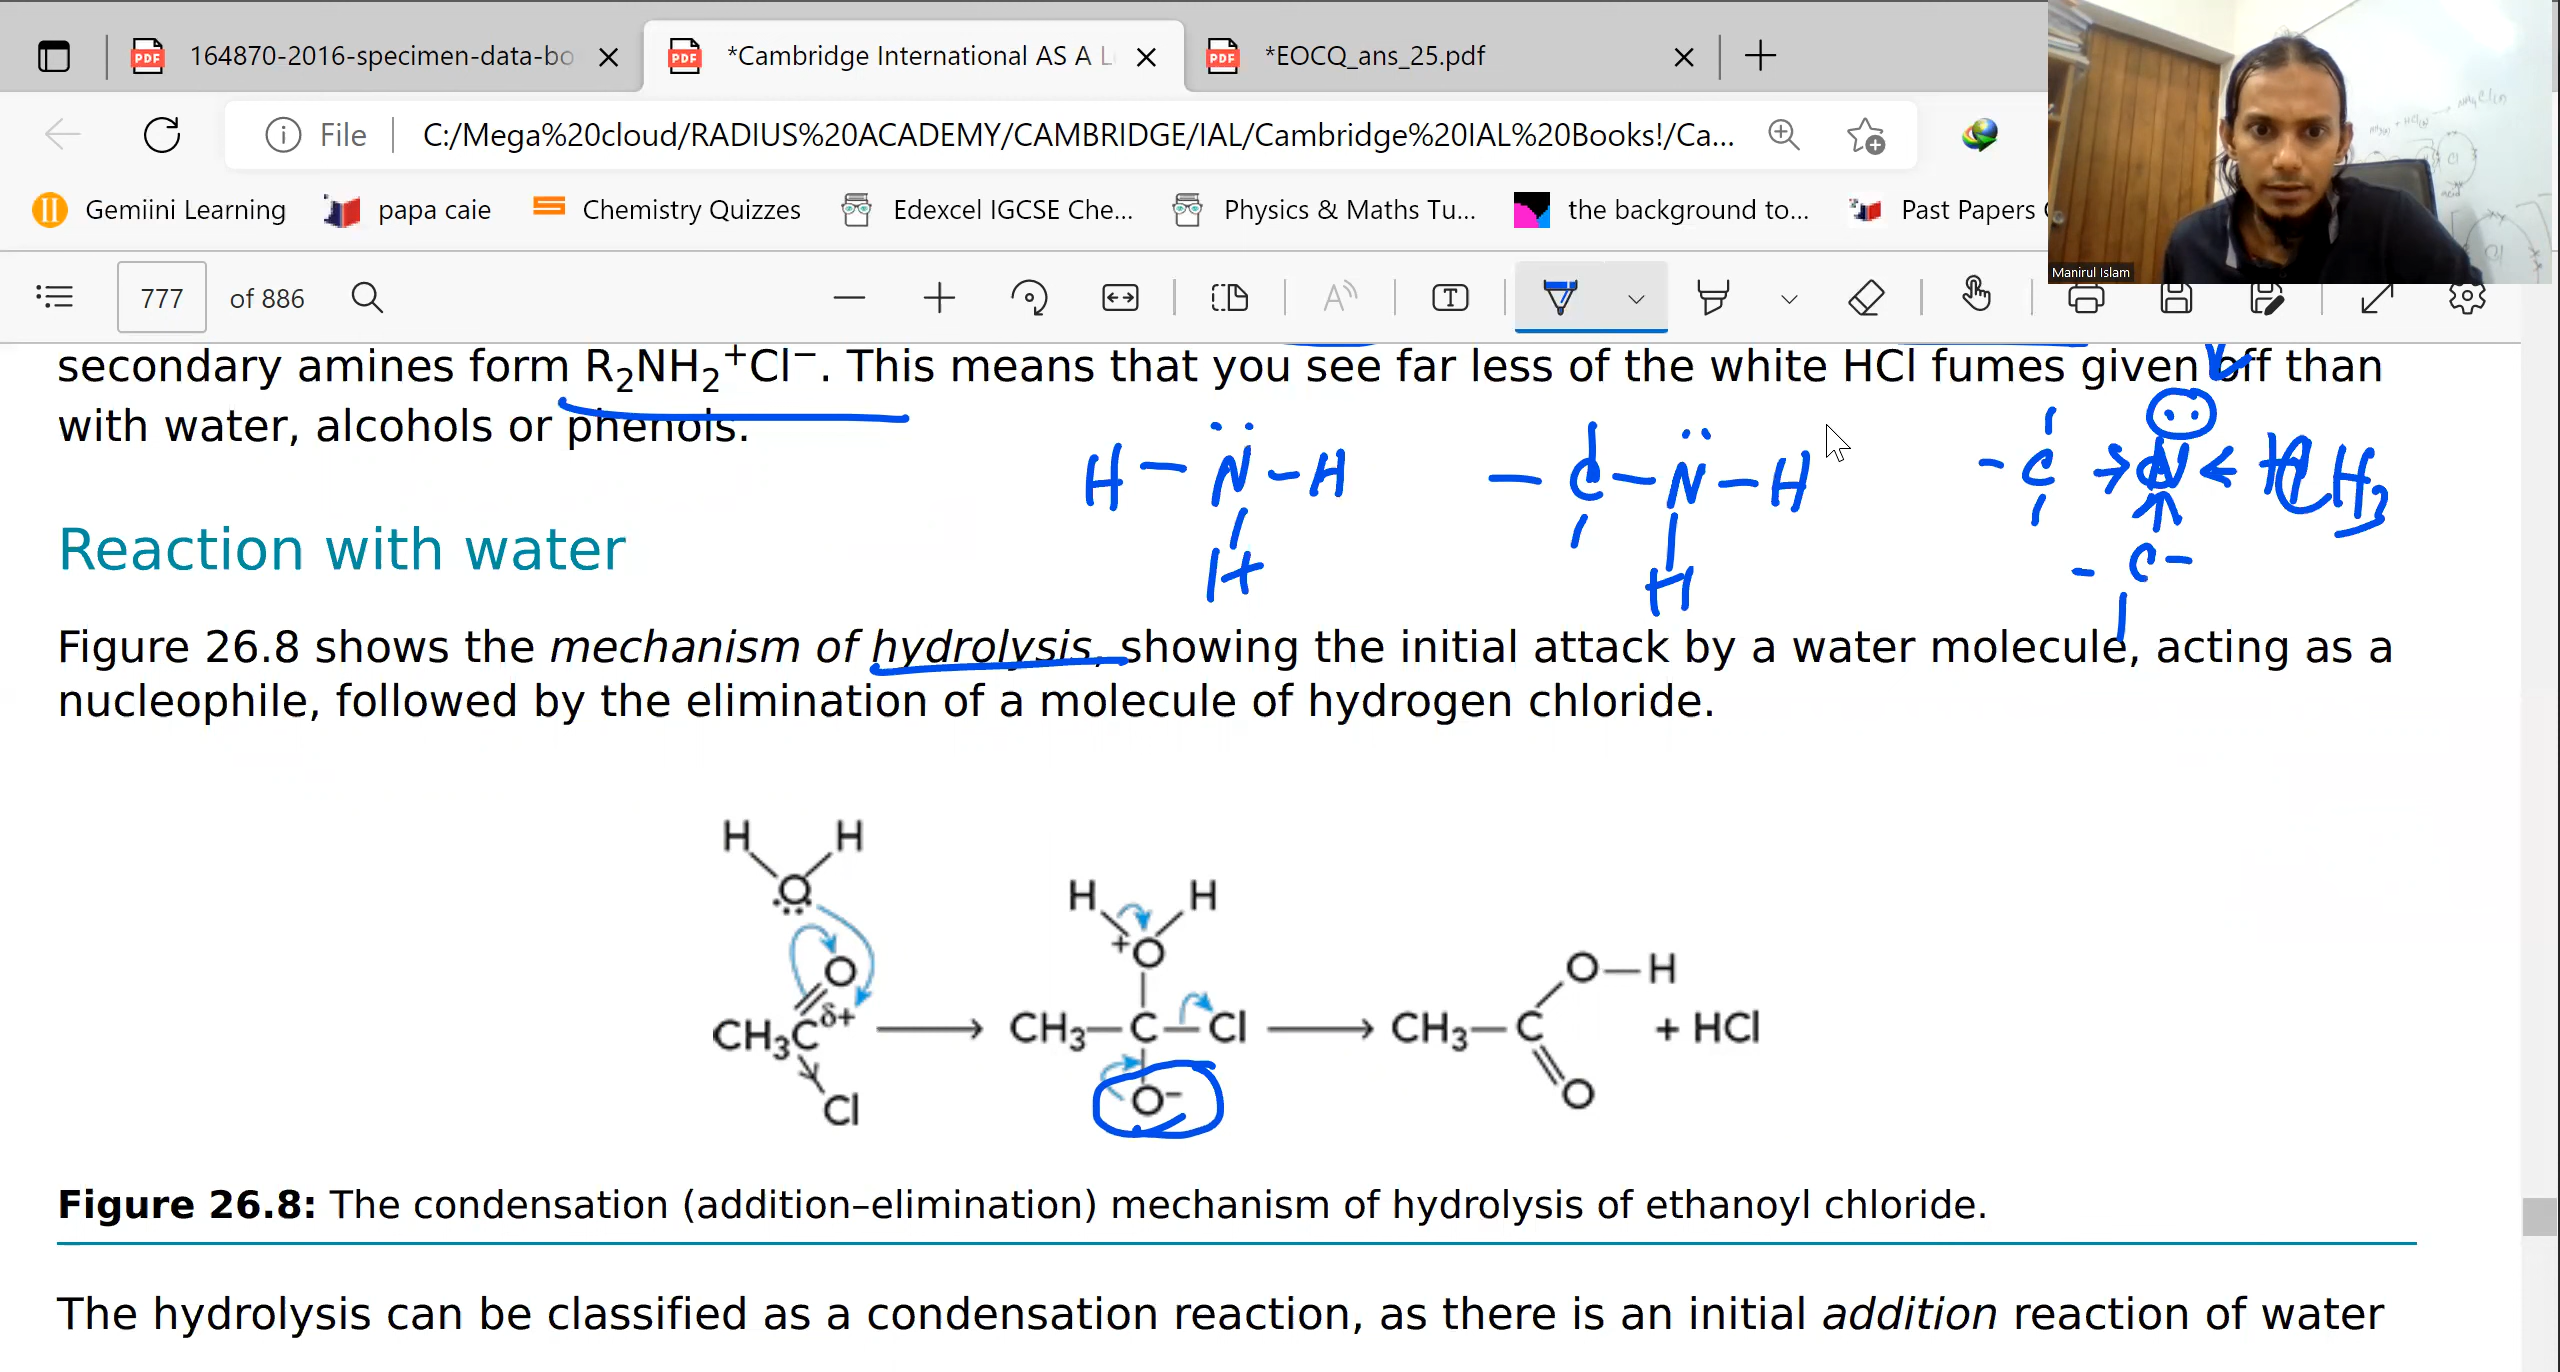 164870-2016-specimen-data-bo
*Cambridge International AS A L
*EOCQ_ans_25.pdf
File
C:/Mega%20cloud/RADIUS%20ACADEMY/CAMBRIDGE/IAL/Cambridge%20IAL%20Books!/Ca...
Gemiini Learning
papa caie
Chemistry Quizzes
Edexcel IGCSE Che...
Physics & Maths Tu...
the background to...
Past Papers
Manirul Islam
777 of 886
secondary amines form R₂NH₂⁺Cl⁻. This means that you see far less of the white HCl fumes given off than
with water, alcohols or phenols.
H – N – H
H
– C – N – H
H
– C → N ← CH₃
– C –
Reaction with water
Figure 26.8 shows the mechanism of hydrolysis, showing the initial attack by a water molecule, acting as a
nucleophile, followed by the elimination of a molecule of hydrogen chloride.
H H
O
O
CH₃C δ+
Cl
H H
+O
CH₃—C—Cl
O⁻
O—H
CH₃—C + HCl
O
Figure 26.8: The condensation (addition–elimination) mechanism of hydrolysis of ethanoyl chloride.
The hydrolysis can be classified as a condensation reaction, as there is an initial addition reaction of water